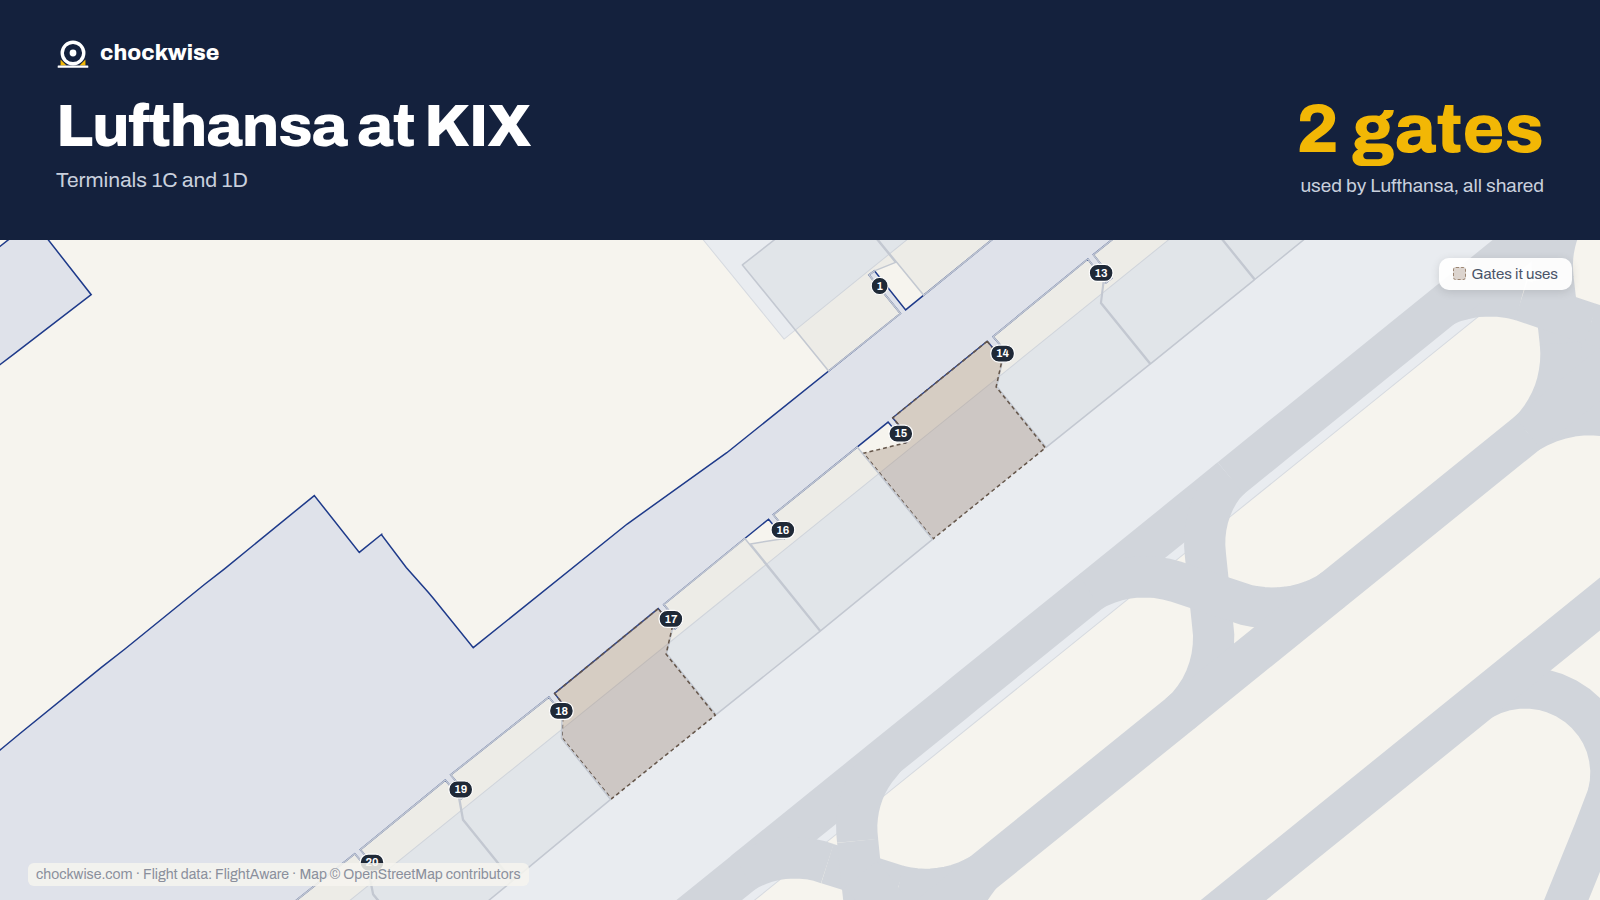 chockwise
Lufthansa at KIX
Terminals 1C and 1D
2 gates
used by Lufthansa, all shared
Gates it uses
1
13
14
15
16
17
18
19
20
chockwise.com · Flight data: FlightAware · Map © OpenStreetMap contributors